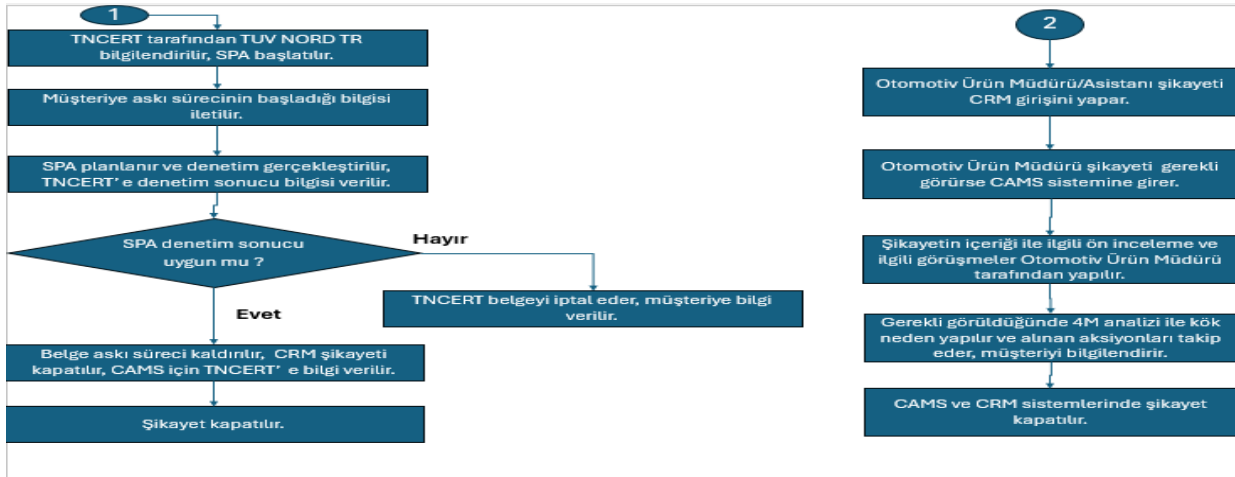 1
TNCERT tarafından TUV NORD TR
bilgilendirilir, SPA başlatılır.
Müşteriye askı sürecinin başladığı bilgisi
iletilir.
SPA planlanır ve denetim gerçekleştirilir,
TNCERT' e denetim sonucu bilgisi verilir.
SPA denetim sonucu
uygun mu ?
Hayır
TNCERT belgeyi iptal eder, müşteriye bilgi
verilir.
Evet
Belge askı süreci kaldırılır, CRM şikayeti
kapatılır, CAMS için TNCERT' e bilgi verilir.
Şikayet kapatılır.
2
Otomotiv Ürün Müdürü/Asistanı şikayeti
CRM girişini yapar.
Otomotiv Ürün Müdürü şikayeti gerekli
görürse CAMS sistemine girer.
Şikayetin içeriği ile ilgili ön inceleme ve
ilgili görüşmeler Otomotiv Ürün Müdürü
tarafından yapılır.
Gerekli görüldüğünde 4M analizi ile kök
neden yapılır ve alınan aksiyonları takip
eder, müşteriyi bilgilendirir.
CAMS ve CRM sistemlerinde şikayet
kapatılır.